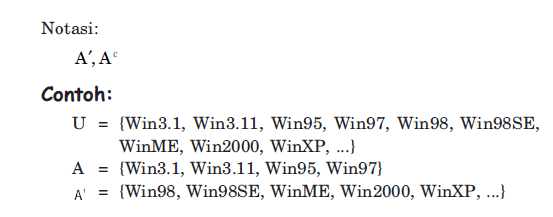 Notasi:
A′, Aᶜ
Contoh:
U = {Win3.1, Win3.11, Win95, Win97, Win98, Win98SE,
WinME, Win2000, WinXP, ...}
A = {Win3.1, Win3.11, Win95, Win97}
A' = {Win98, Win98SE, WinME, Win2000, WinXP, ...}